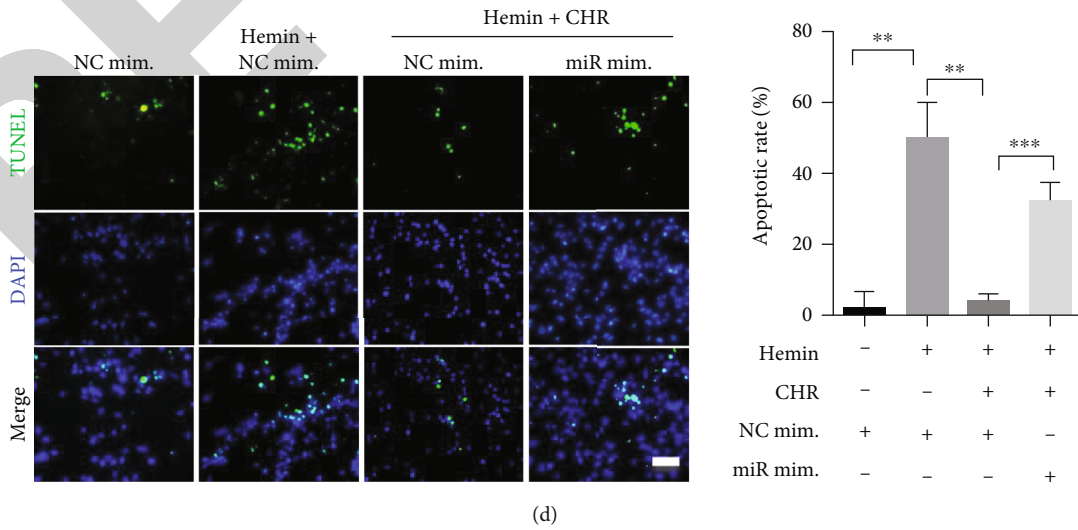 Hemin + CHR
Hemin +
NC mim.
NC mim.
NC mim.
miR mim.
TUNEL
DAPI
Merge
80
60
40
20
0
Apoptotic rate (%)
**
**
***
Hemin – + + +
CHR – – + +
NC mim. + + + –
miR mim. – – – +
(d)